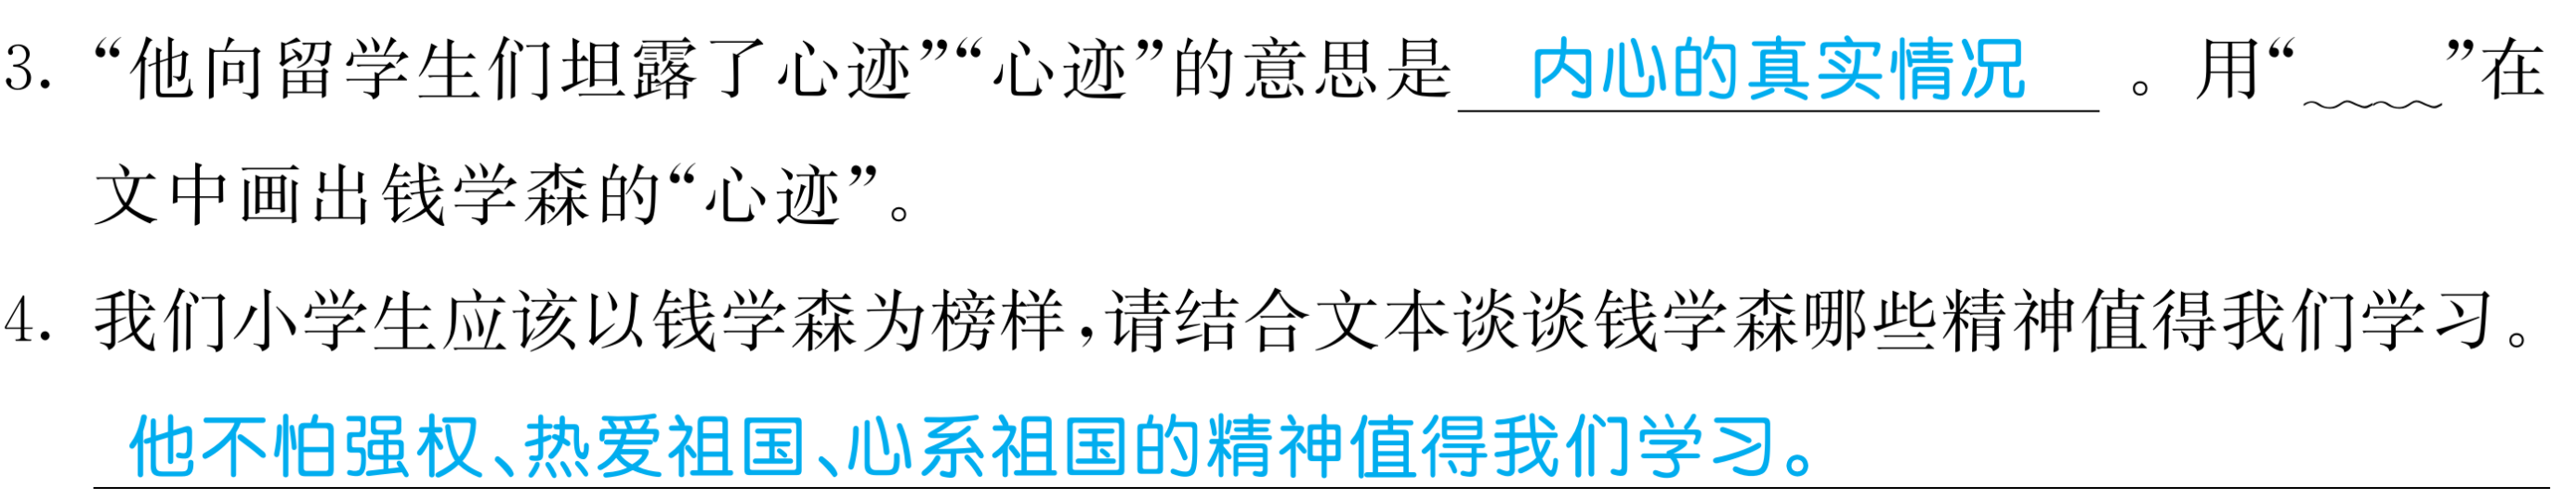 3. “他向留学生们坦露了心迹”“心迹”的意思是 内心的真实情况 。用“﹏﹏”在
文中画出钱学森的“心迹”。
4. 我们小学生应该以钱学森为榜样,请结合文本谈谈钱学森哪些精神值得我们学习。
他不怕强权、热爱祖国、心系祖国的精神值得我们学习。